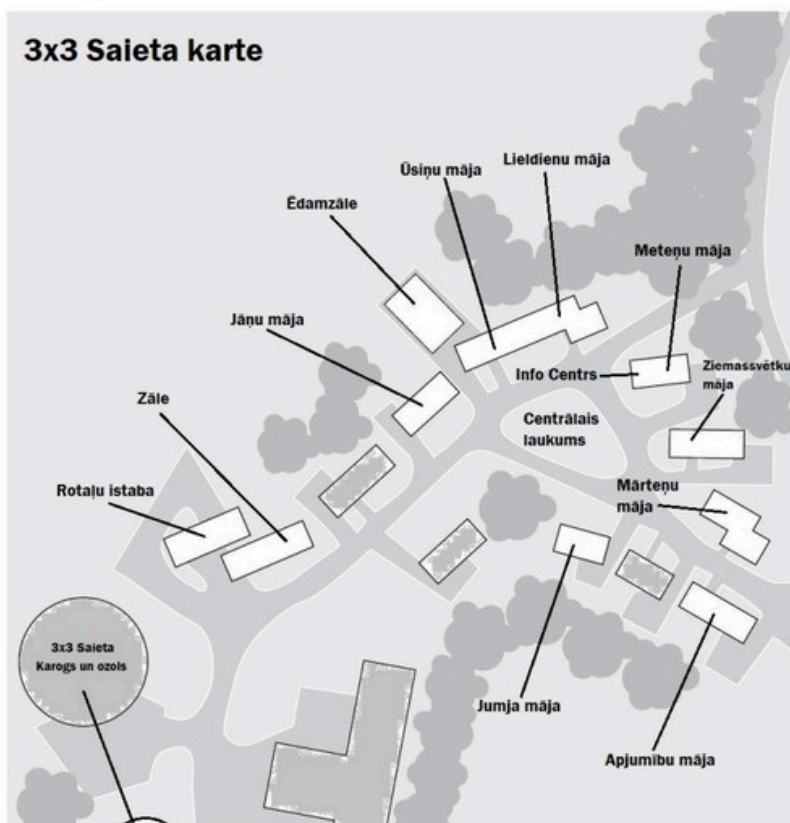 3x3 Saieta karte
Lieldienu māja
Ūsiņu māja
Ēdamzāle
Meteņu māja
Jāņu māja
Info Centrs
Ziemassvētku
māja
Zāle
Centrālais
laukums
Rotaļu istaba
Mārteņu
māja
3x3 Saieta
Karogs un ozols
Jumja māja
Apjumību māja